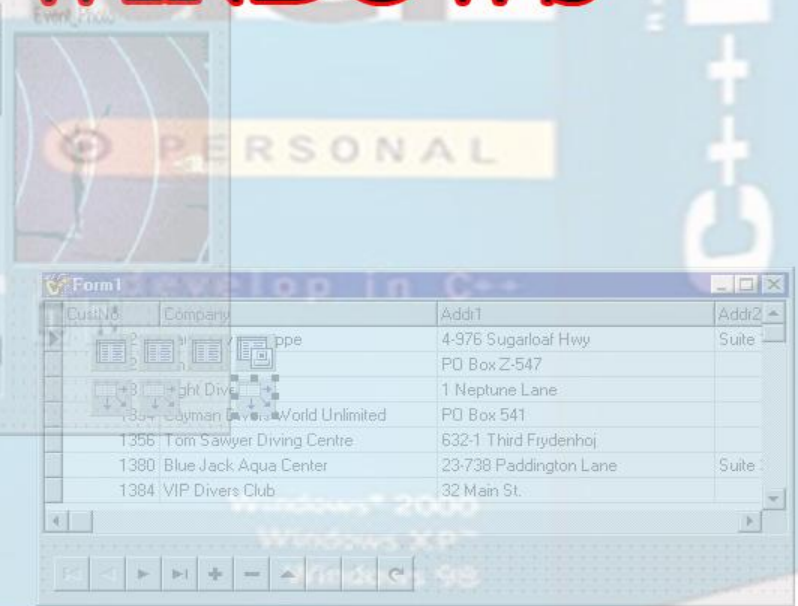 WINDOWS
Event_Photo
C++
PERSONAL
develop in C++
Form1
CustNo Company Addr1 Addr2
4-976 Sugarloaf Hwy Suite
PO Box Z-547
1 Neptune Lane
Cayman Divers World Unlimited PO Box 541
1356 Tom Sawyer Diving Centre 632-1 Third Frydenhoj
1380 Blue Jack Aqua Center 23-738 Paddington Lane Suite
1384 VIP Divers Club 32 Main St.
Windows® 2000
Windows XP™
Windows 98